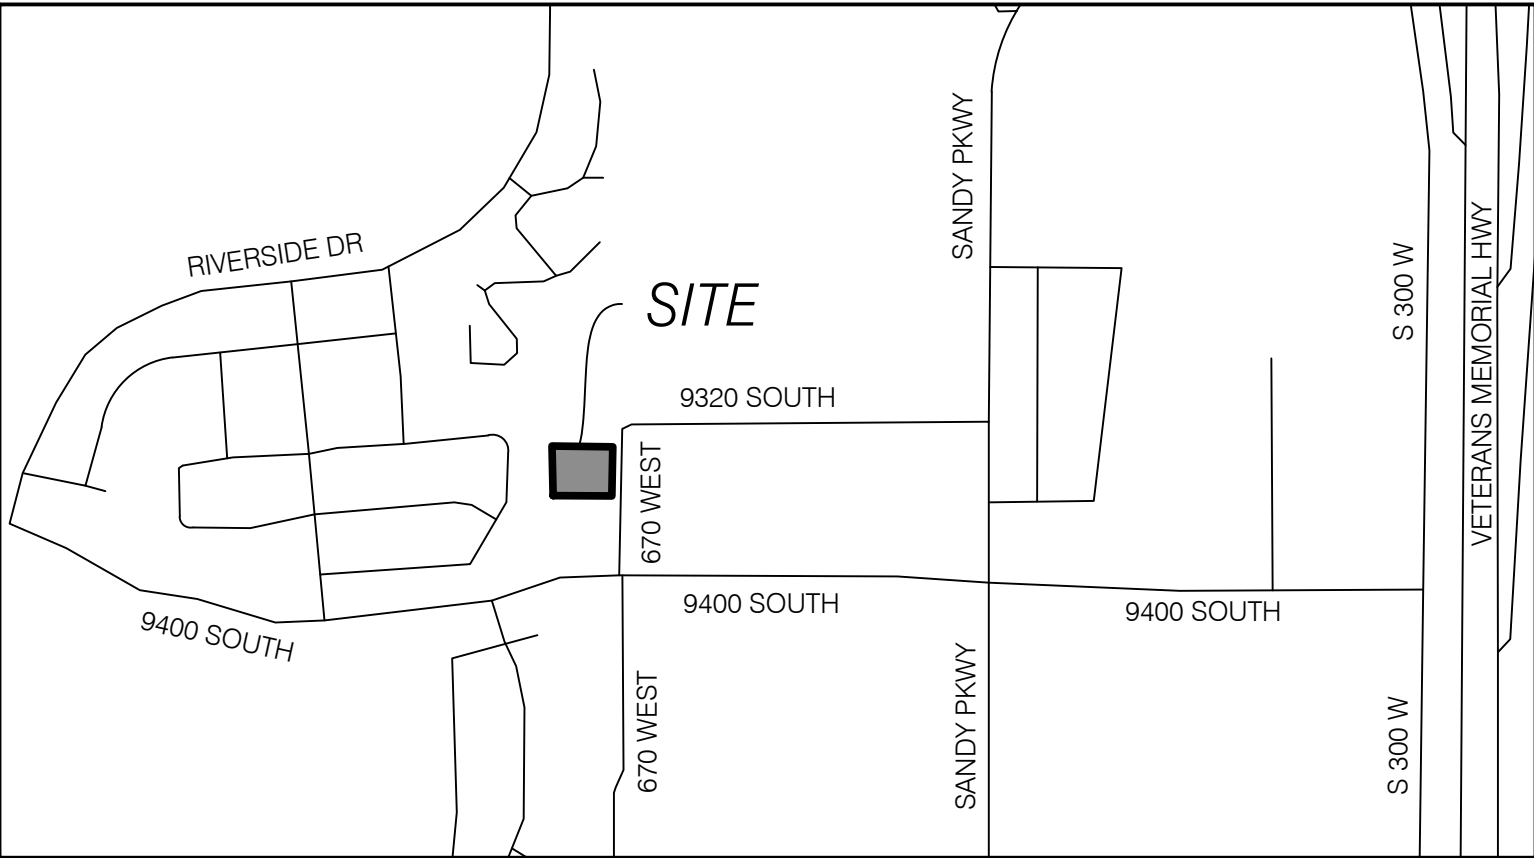 SANDY PKWY
RIVERSIDE DR
VETERANS MEMORIAL HWY
S 300 W
SITE
9320 SOUTH
670 WEST
9400 SOUTH
9400 SOUTH
9400 SOUTH
670 WEST
SANDY PKWY
S 300 W